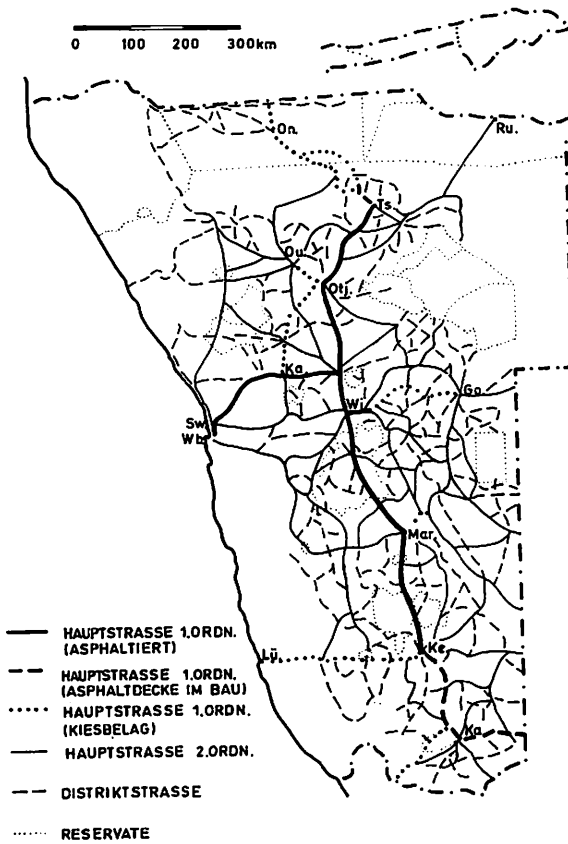 0 100 200 300km
On.
Ru.
Ts.
Ou.
Otj.
Ka.
Go.
Wi.
Sw.
Wb.
Mar.
Lü.
Ke.
Ka.
HAUPTSTRASSE 1.ORDN.
(ASPHALTIERT)
HAUPTSTRASSE 1.ORDN.
(ASPHALTDECKE IM BAU)
HAUPTSTRASSE 1.ORDN.
(KIESBELAG)
HAUPTSTRASSE 2.ORDN.
DISTRIKTSTRASSE
RESERVATE